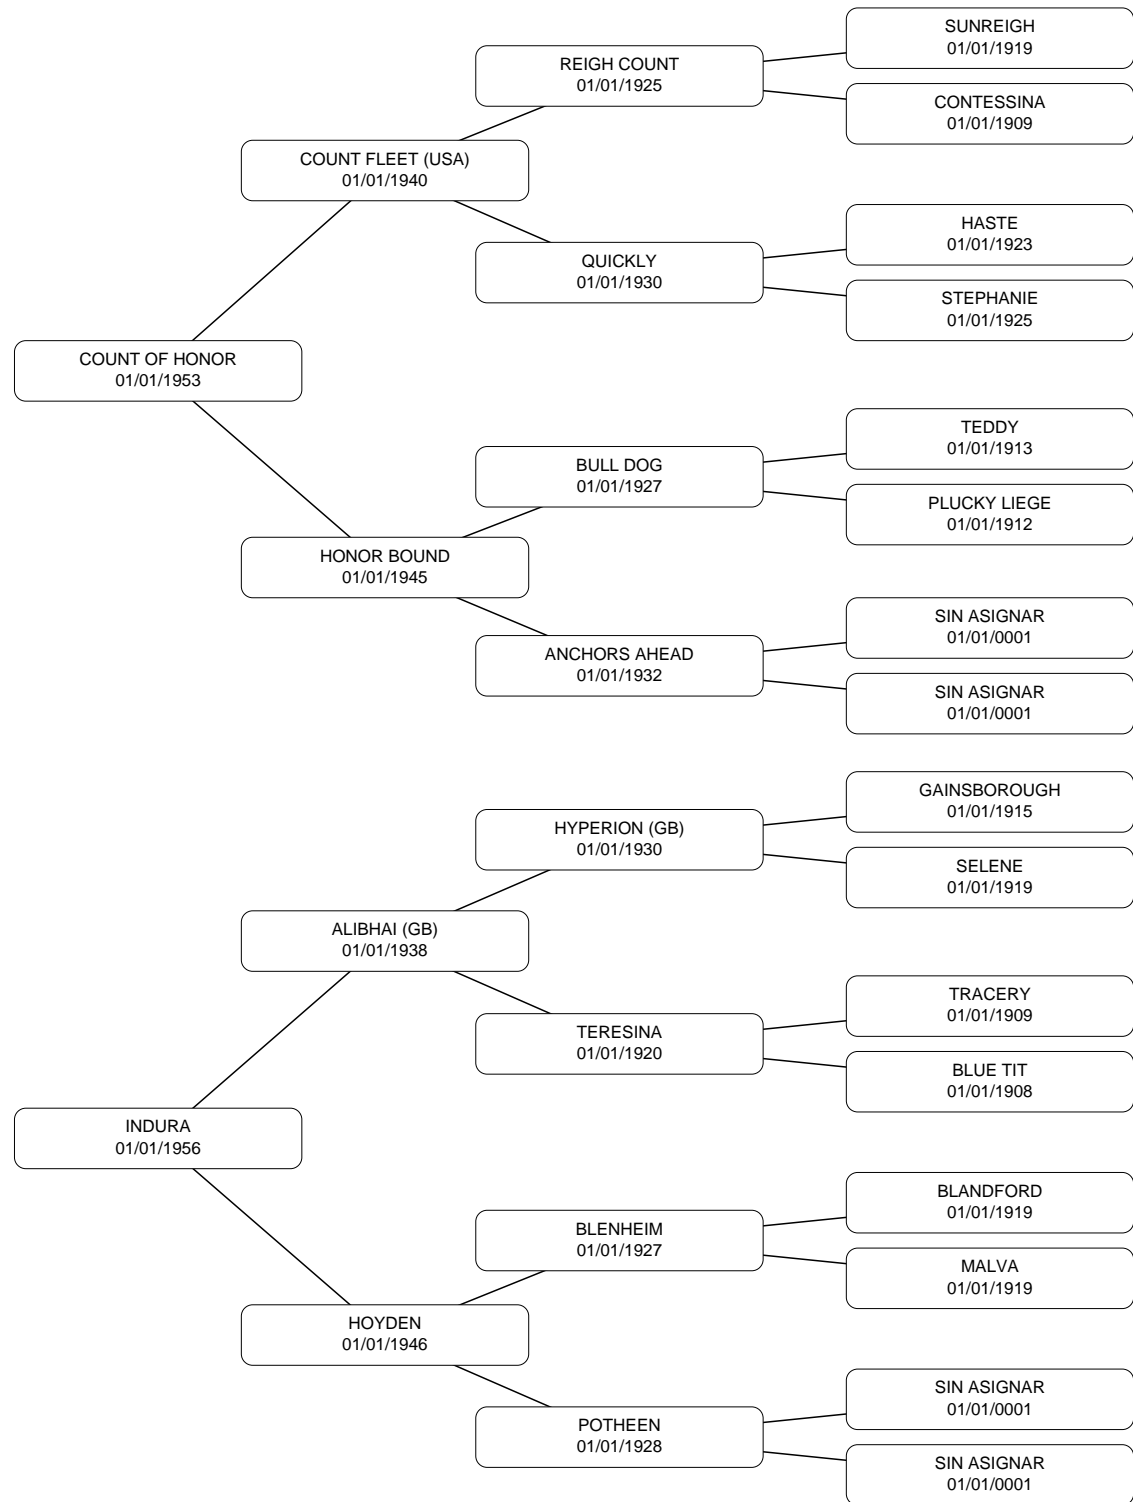 SUNREIGH
01/01/1919
REIGH COUNT
01/01/1925
CONTESSINA
01/01/1909
COUNT FLEET (USA)
01/01/1940
HASTE
01/01/1923
QUICKLY
01/01/1930
STEPHANIE
01/01/1925
COUNT OF HONOR
01/01/1953
TEDDY
01/01/1913
BULL DOG
01/01/1927
PLUCKY LIEGE
01/01/1912
HONOR BOUND
01/01/1945
SIN ASIGNAR
01/01/0001
ANCHORS AHEAD
01/01/1932
SIN ASIGNAR
01/01/0001
GAINSBOROUGH
01/01/1915
HYPERION (GB)
01/01/1930
SELENE
01/01/1919
ALIBHAI (GB)
01/01/1938
TRACERY
01/01/1909
TERESINA
01/01/1920
BLUE TIT
01/01/1908
INDURA
01/01/1956
BLANDFORD
01/01/1919
BLENHEIM
01/01/1927
MALVA
01/01/1919
HOYDEN
01/01/1946
SIN ASIGNAR
01/01/0001
POTHEEN
01/01/1928
SIN ASIGNAR
01/01/0001